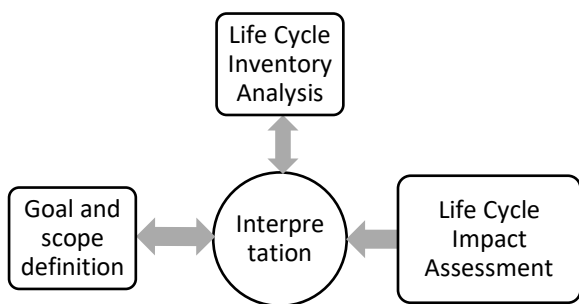 Life Cycle
Inventory
Analysis
Goal and
scope
definition
Interpre
tation
Life Cycle
Impact
Assessment